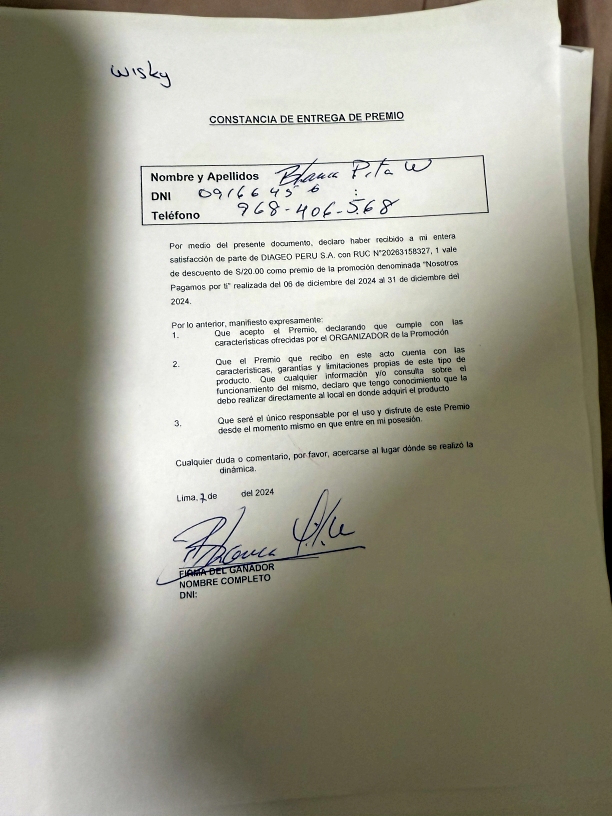 wisky
CONSTANCIA DE ENTREGA DE PREMIO
Nombre y Apellidos Blanca Pita W
DNI 09166456
Teléfono 968-406-568
Por medio del presente documento, declaro haber recibido a mi entera
satisfacción de parte de DIAGEO PERU S.A. con RUC N°20263158327, 1 vale
de descuento de S/20.00 como premio de la promoción denominada "Nosotros
Pagamos por ti" realizada del 06 de diciembre del 2024 al 31 de diciembre del
2024.
Por lo anterior, manifiesto expresamente:
1. Que acepto el Premio, declarando que cumple con las
características ofrecidas por el ORGANIZADOR de la Promoción
2. Que el Premio que recibo en este acto cuenta con las
características, garantías y limitaciones propias de este tipo de
producto. Que cualquier información y/o consulta sobre el
funcionamiento del mismo, declaro que tengo conocimiento que la
debo realizar directamente al local en donde adquirí el producto
3. Que seré el único responsable por el uso y disfrute de este Premio
desde el momento mismo en que entre en mi posesión.
Cualquier duda o comentario, por favor, acercarse al lugar dónde se realizó la
dinámica.
Lima, de del 2024
Blanca Pita
FIRMA DEL GANADOR
NOMBRE COMPLETO
DNI: